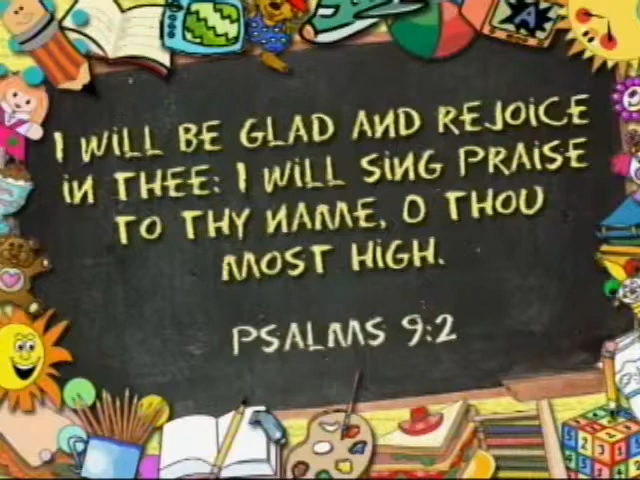 I WILL BE GLAD AND REJOICE
IN THEE: I WILL SING PRAISE
TO THY NAME, O THOU
MOST HIGH.
PSALMS 9:2
A